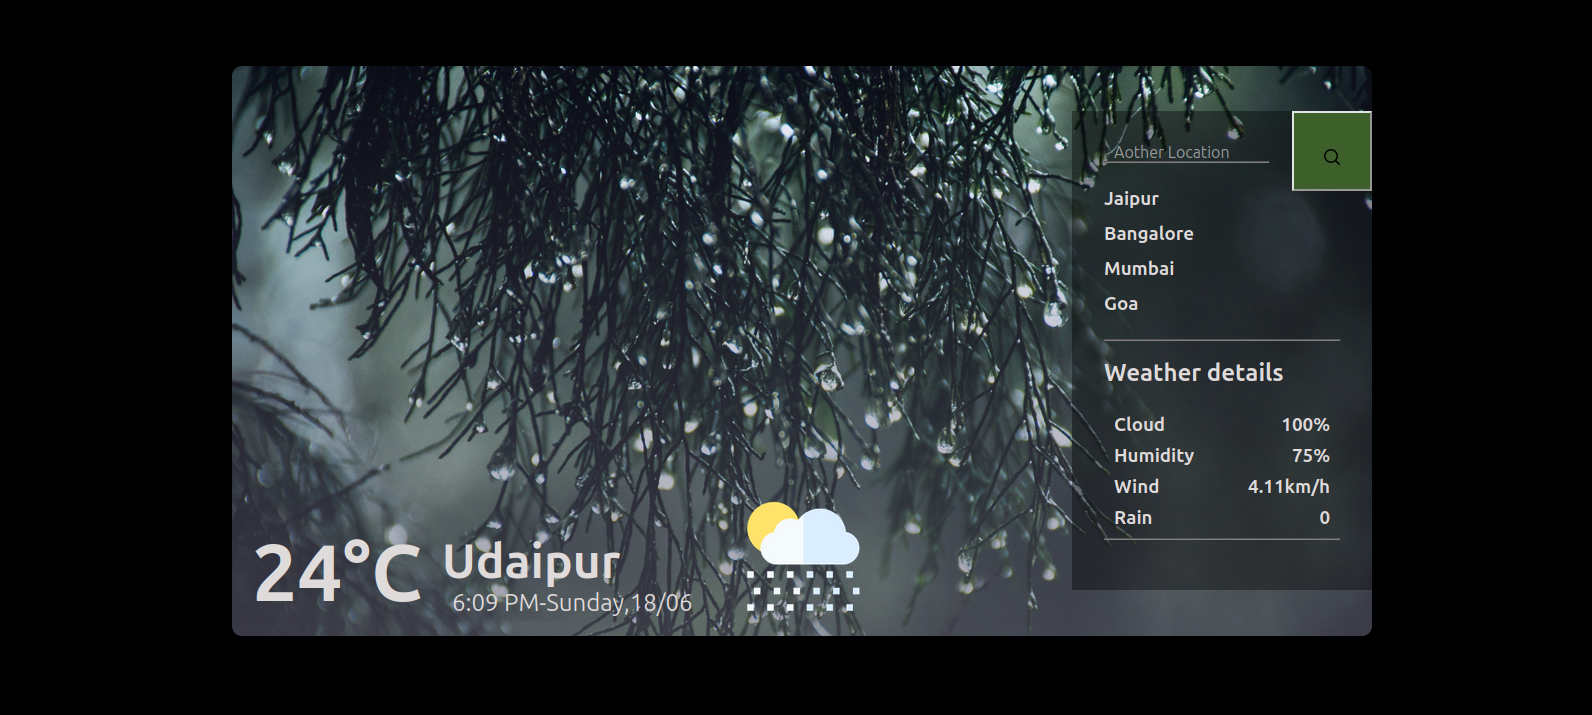 Aother Location
Jaipur
Bangalore
Mumbai
Goa
Weather details
Cloud 100%
Humidity 75%
Wind 4.11km/h
Rain 0
24°C
Udaipur
6:09 PM-Sunday,18/06